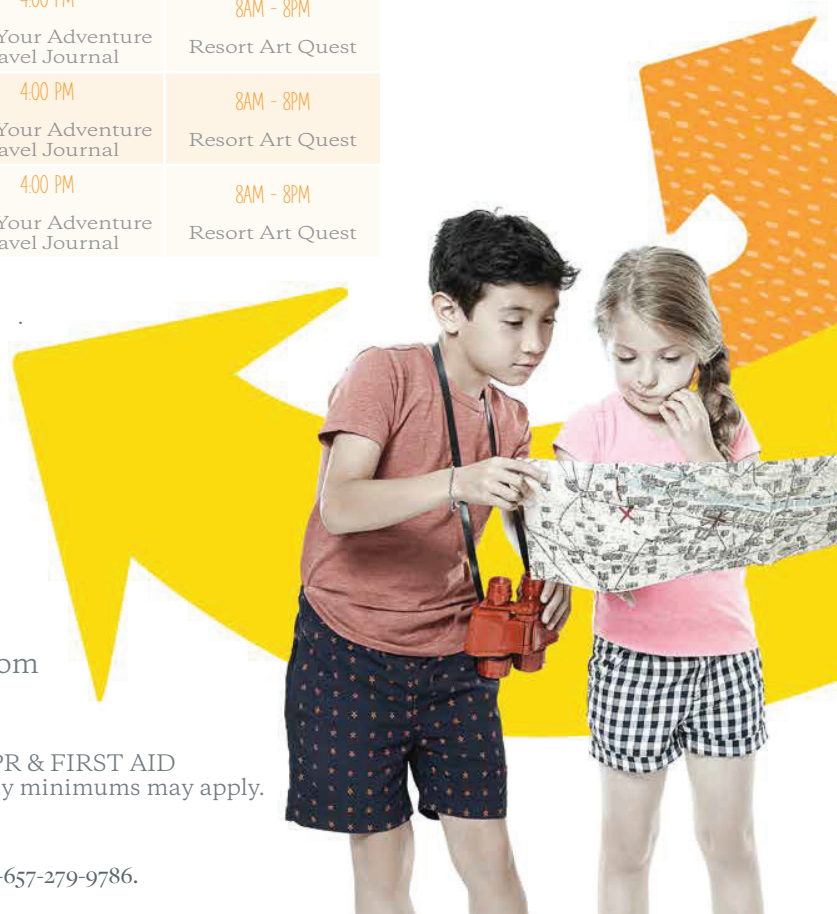 4:00 PM
8AM - 8PM
Your Adventure
avel Journal
Resort Art Quest
4:00 PM
8AM - 8PM
Your Adventure
avel Journal
Resort Art Quest
4:00 PM
8AM - 8PM
Your Adventure
avel Journal
Resort Art Quest
.
om
PR & FIRST AID
y minimums may apply.
-657-279-9786.